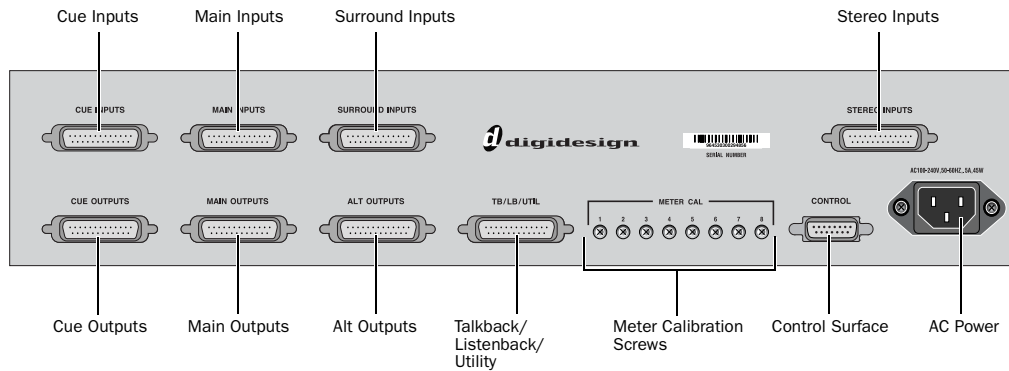 Cue Inputs Main Inputs Surround Inputs Stereo Inputs
CUE INPUTS MAIN INPUTS SURROUND INPUTS STEREO INPUTS
digidesign
964530300294856
SERIAL NUMBER
AC100-240V,50-60HZ,.5A,45W
CUE OUTPUTS MAIN OUTPUTS ALT OUTPUTS TB/LB/UTIL METER CAL CONTROL
1 2 3 4 5 6 7 8
Cue Outputs Main Outputs Alt Outputs Talkback/ Meter Calibration Control Surface AC Power
Listenback/ Screws
Utility